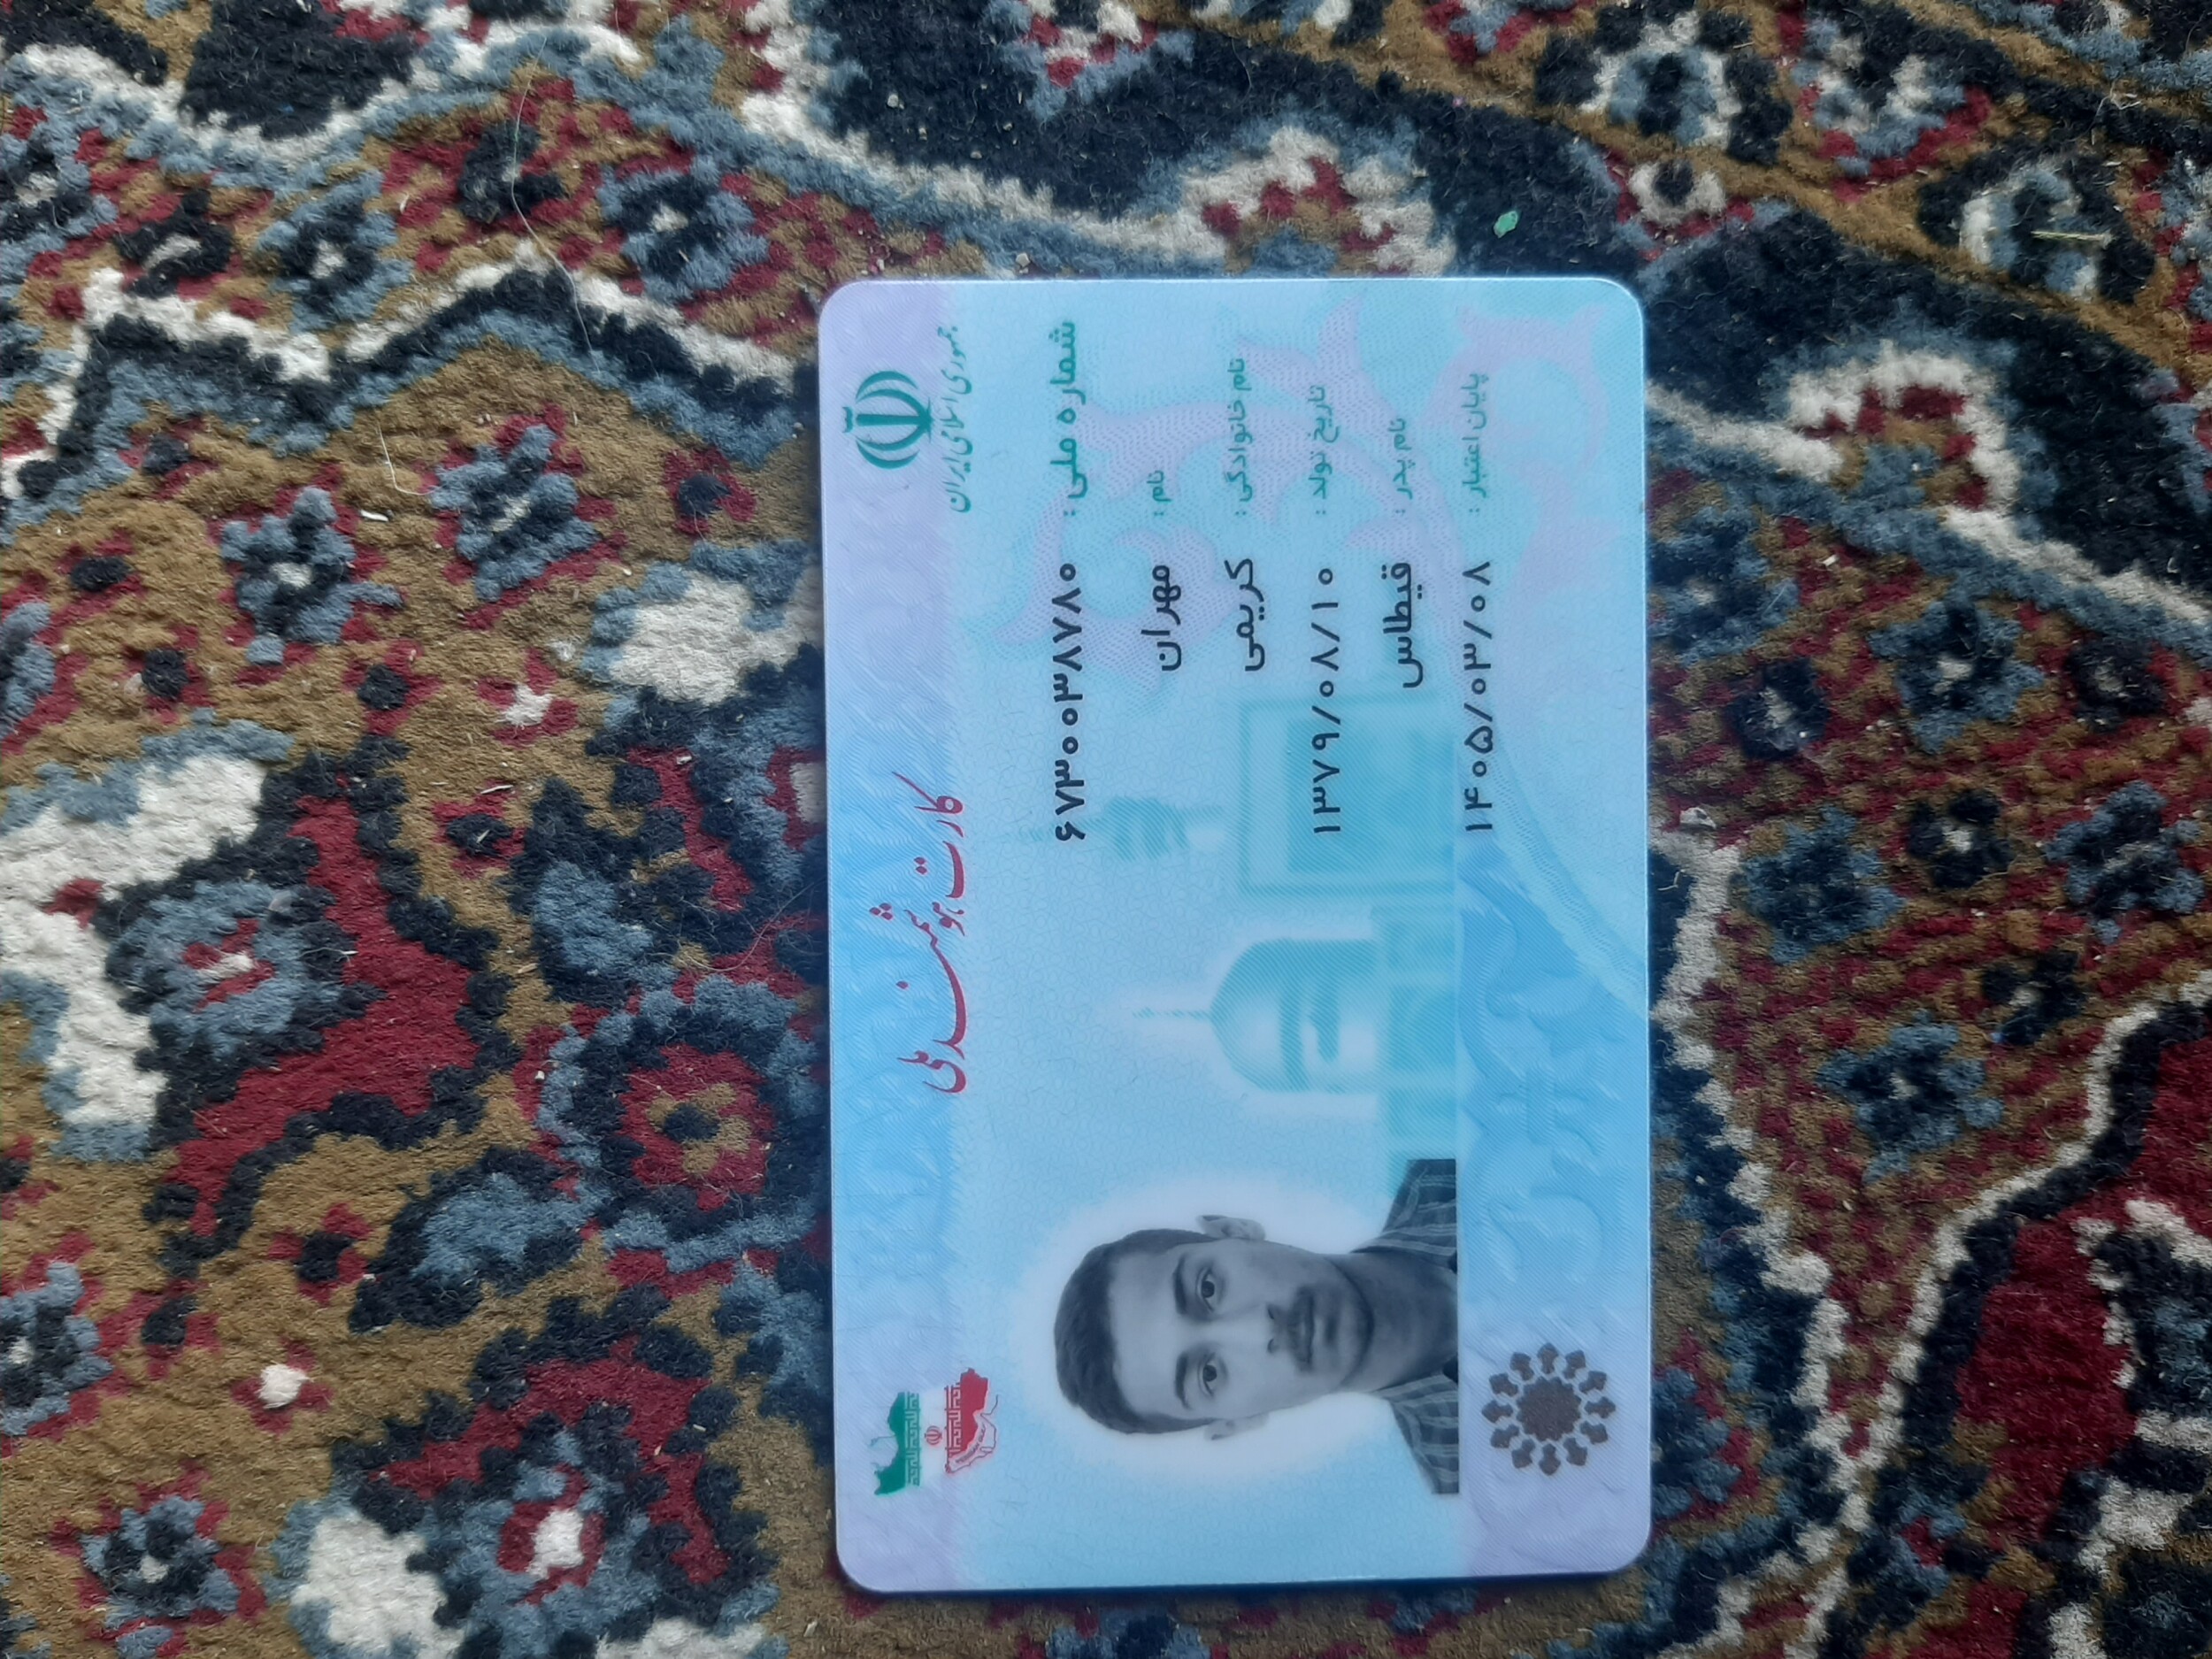 جمهوری اسلامی ایران
کارت هوشمند ملی
شماره ملی: ۶۷۳۰۰۳۸۷۸۰
نام: مهران
نام خانوادگی: کریمی
تاریخ تولد: ۱۳۷۹/۰۸/۱۰
نام پدر: قیطاس
پایان اعتبار: ۱۴۰۵/۰۳/۰۸